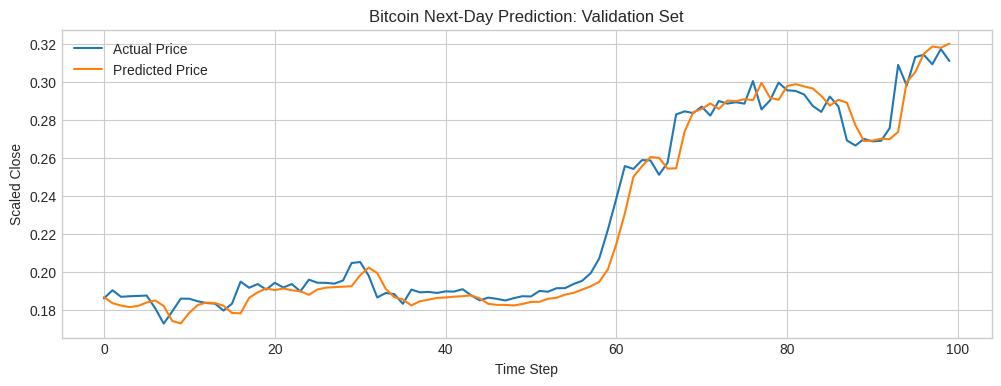 Bitcoin Next-Day Prediction: Validation Set
Actual Price
Predicted Price
Scaled Close
0.32
0.30
0.28
0.26
0.24
0.22
0.20
0.18
0 20 40 60 80 100
Time Step